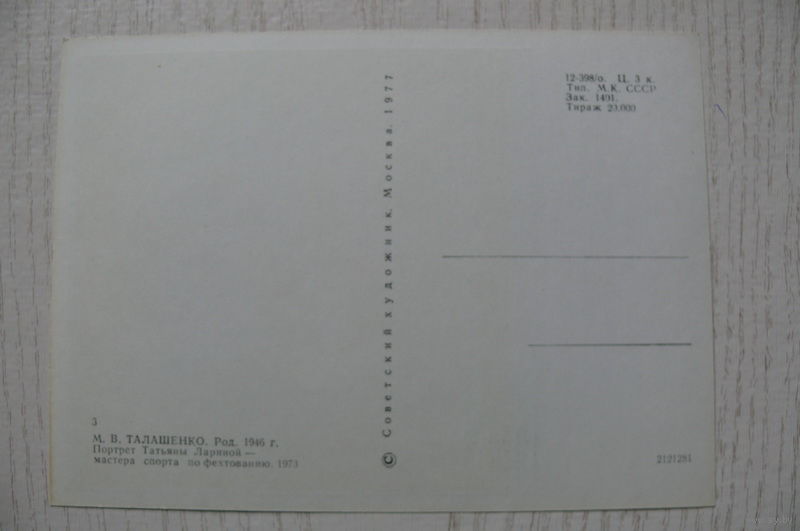 12-398/о. Ц. 3 к.
Тип. М.К. СССР
Зак. 1491.
Тираж 23.000
© Советский художник. Москва. 1977
3
М. В. ТАЛАШЕНКО. Род. 1946 г.
Портрет Татьяны Лариной —
мастера спорта по фехтованию. 1973
2121281